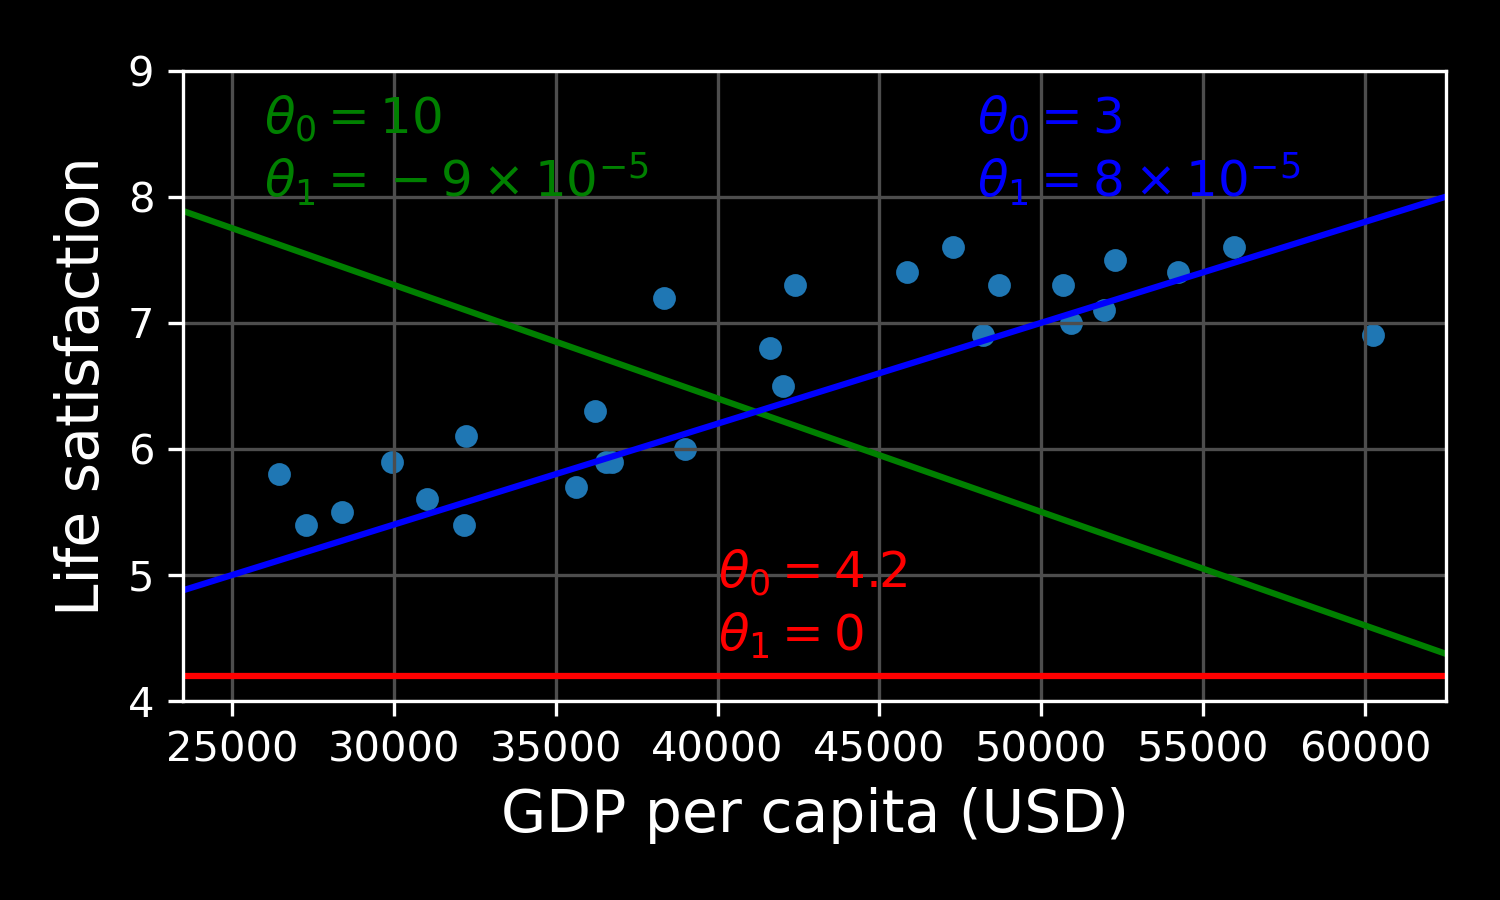 9
θ₀ = 10
θ₁ = −9 × 10⁻⁵
θ₀ = 3
θ₁ = 8 × 10⁻⁵
8
7
6
5
4
θ₀ = 4.2
θ₁ = 0
Life satisfaction
25000 30000 35000 40000 45000 50000 55000 60000
GDP per capita (USD)